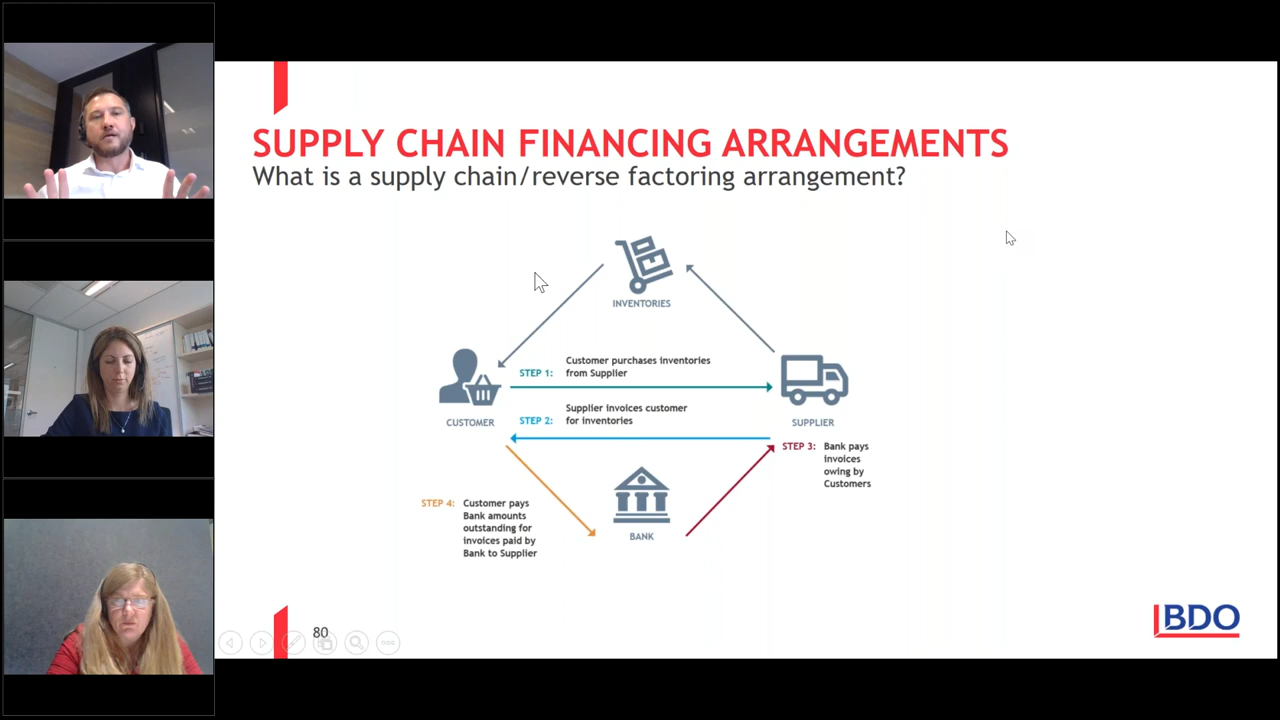 SUPPLY CHAIN FINANCING ARRANGEMENTS
What is a supply chain/reverse factoring arrangement?
INVENTORIES
STEP 1:
Customer purchases inventories
from Supplier
CUSTOMER
STEP 2:
Supplier invoices customer
for inventories
SUPPLIER
STEP 3:
Bank pays
invoices
owing by
Customers
STEP 4:
Customer pays
Bank amounts
outstanding for
invoices paid by
Bank to Supplier
BANK
80
BDO